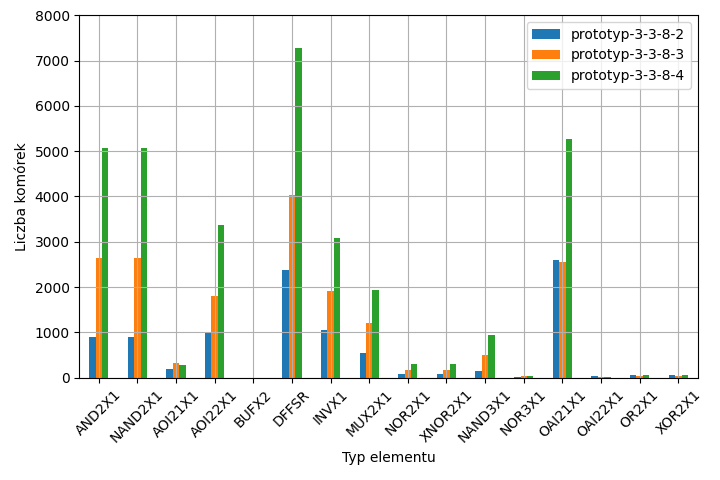 8000
7000
6000
5000
4000
3000
2000
1000
0
Liczba komórek
prototyp-3-3-8-2
prototyp-3-3-8-3
prototyp-3-3-8-4
AND2X1
NAND2X1
AOI21X1
AOI22X1
BUFX2
DFFSR
INVX1
MUX2X1
NOR2X1
XNOR2X1
NAND3X1
NOR3X1
OAI21X1
OAI22X1
OR2X1
XOR2X1
Typ elementu